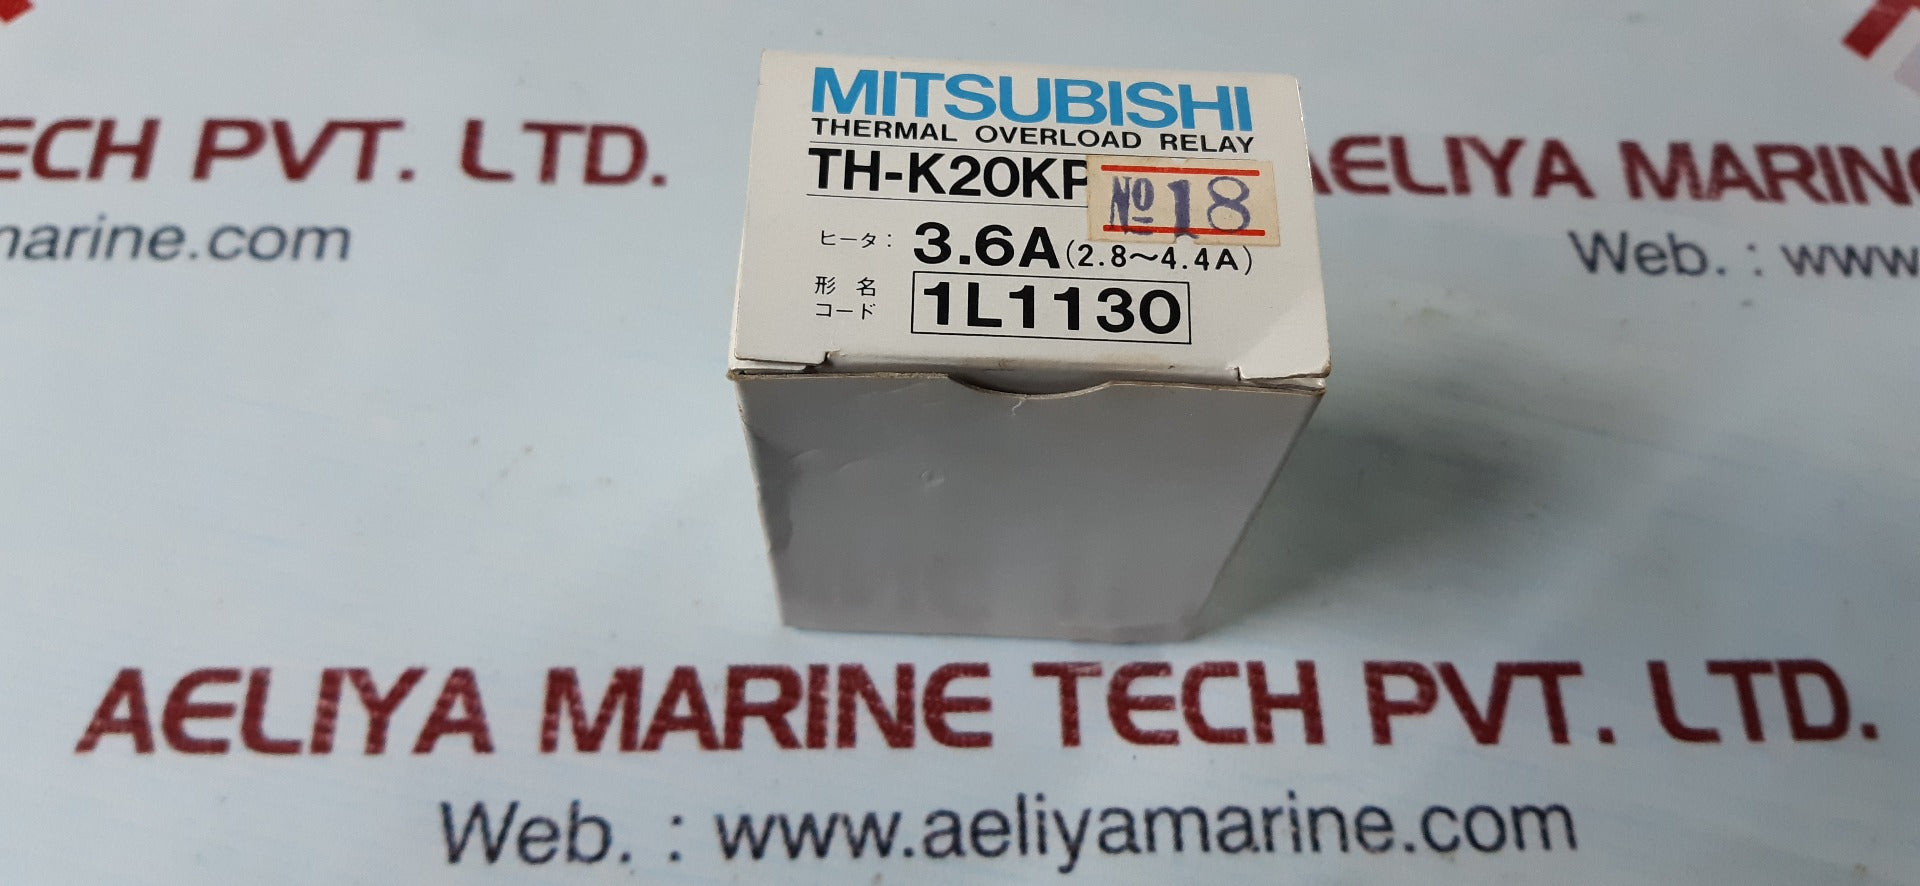 ECH PVT. LTD.
arine.com
MITSUBISHI
THERMAL OVERLOAD RELAY
TH-K20KP
No 18
ヒータ: 3.6A(2.8〜4.4A)
形名
コード 1L1130
AELIYA MARIN
Web. : www
AELIYA MARINE TECH PVT. LTD.
Web. : www.aeliyamarine.com